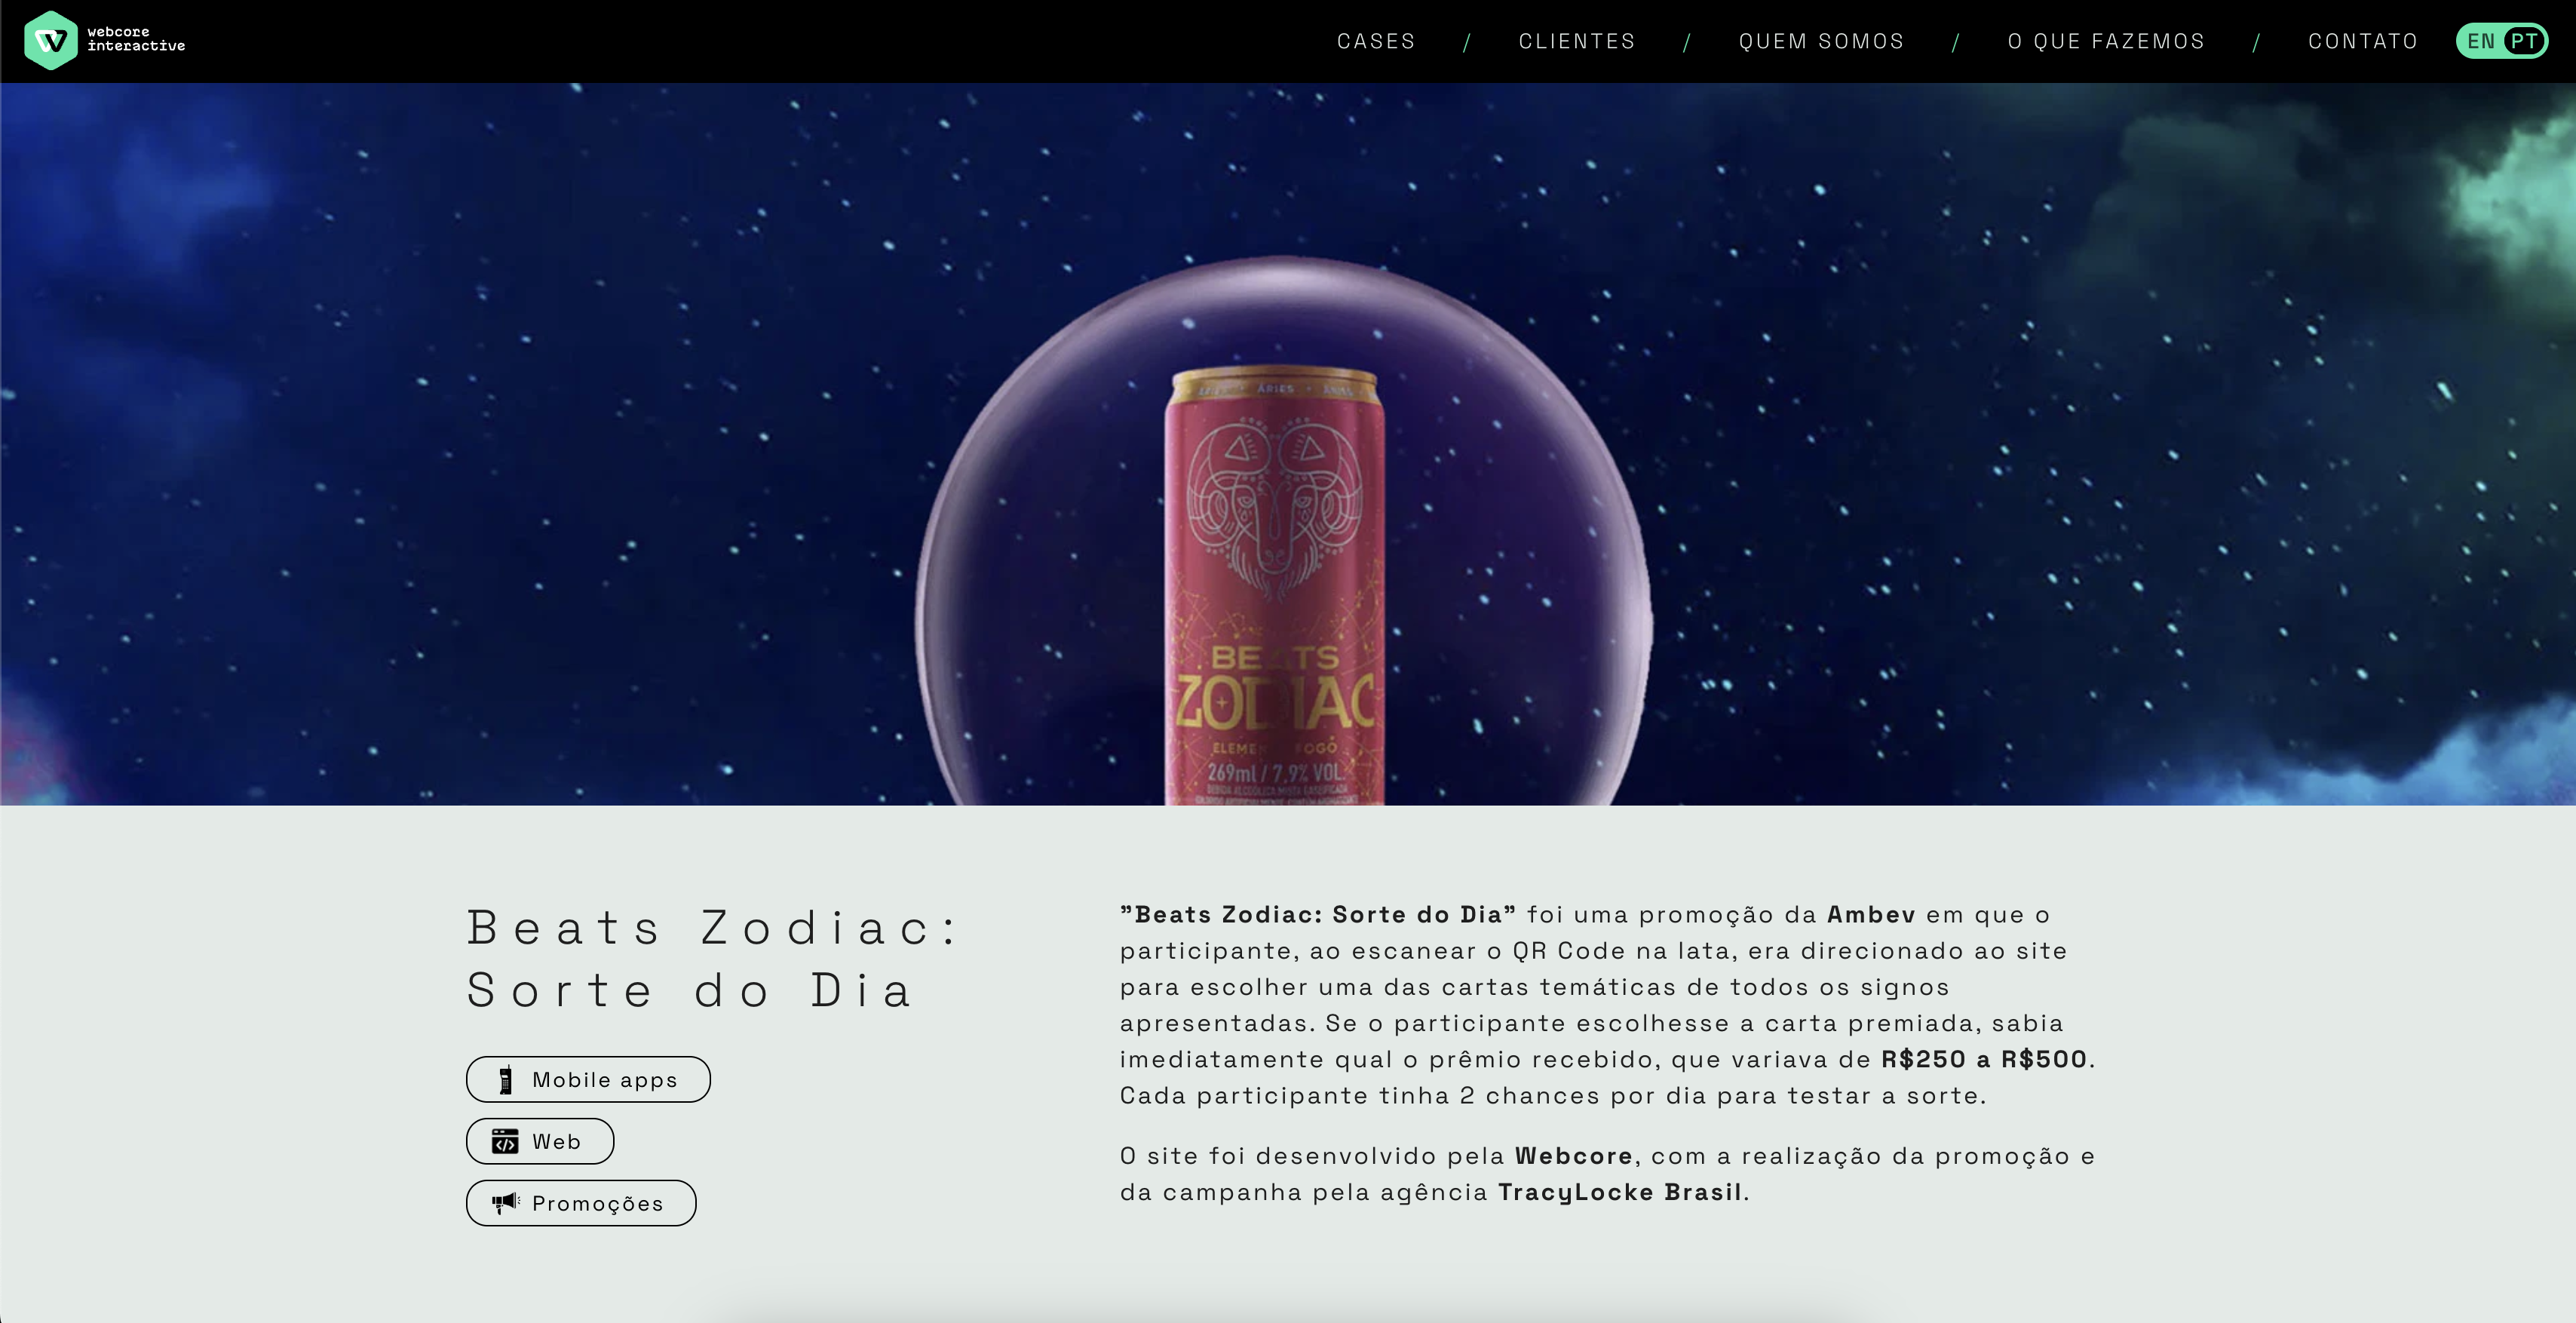 webcore
interactive
CASES / CLIENTES / QUEM SOMOS / O QUE FAZEMOS / CONTATO EN PT
ÁRIES
BEATS
ZODIAC
FOGO
269ml / 7,9% VOL.
BEBIDA ALCOÓLICA MISTA GASEIFICADA
Beats Zodiac:
Sorte do Dia
Mobile apps
Web
Promoções
”Beats Zodiac: Sorte do Dia” foi uma promoção da Ambev em que o
participante, ao escanear o QR Code na lata, era direcionado ao site
para escolher uma das cartas temáticas de todos os signos
apresentadas. Se o participante escolhesse a carta premiada, sabia
imediatamente qual o prêmio recebido, que variava de R$250 a R$500.
Cada participante tinha 2 chances por dia para testar a sorte.
O site foi desenvolvido pela Webcore, com a realização da promoção e
da campanha pela agência TracyLocke Brasil.